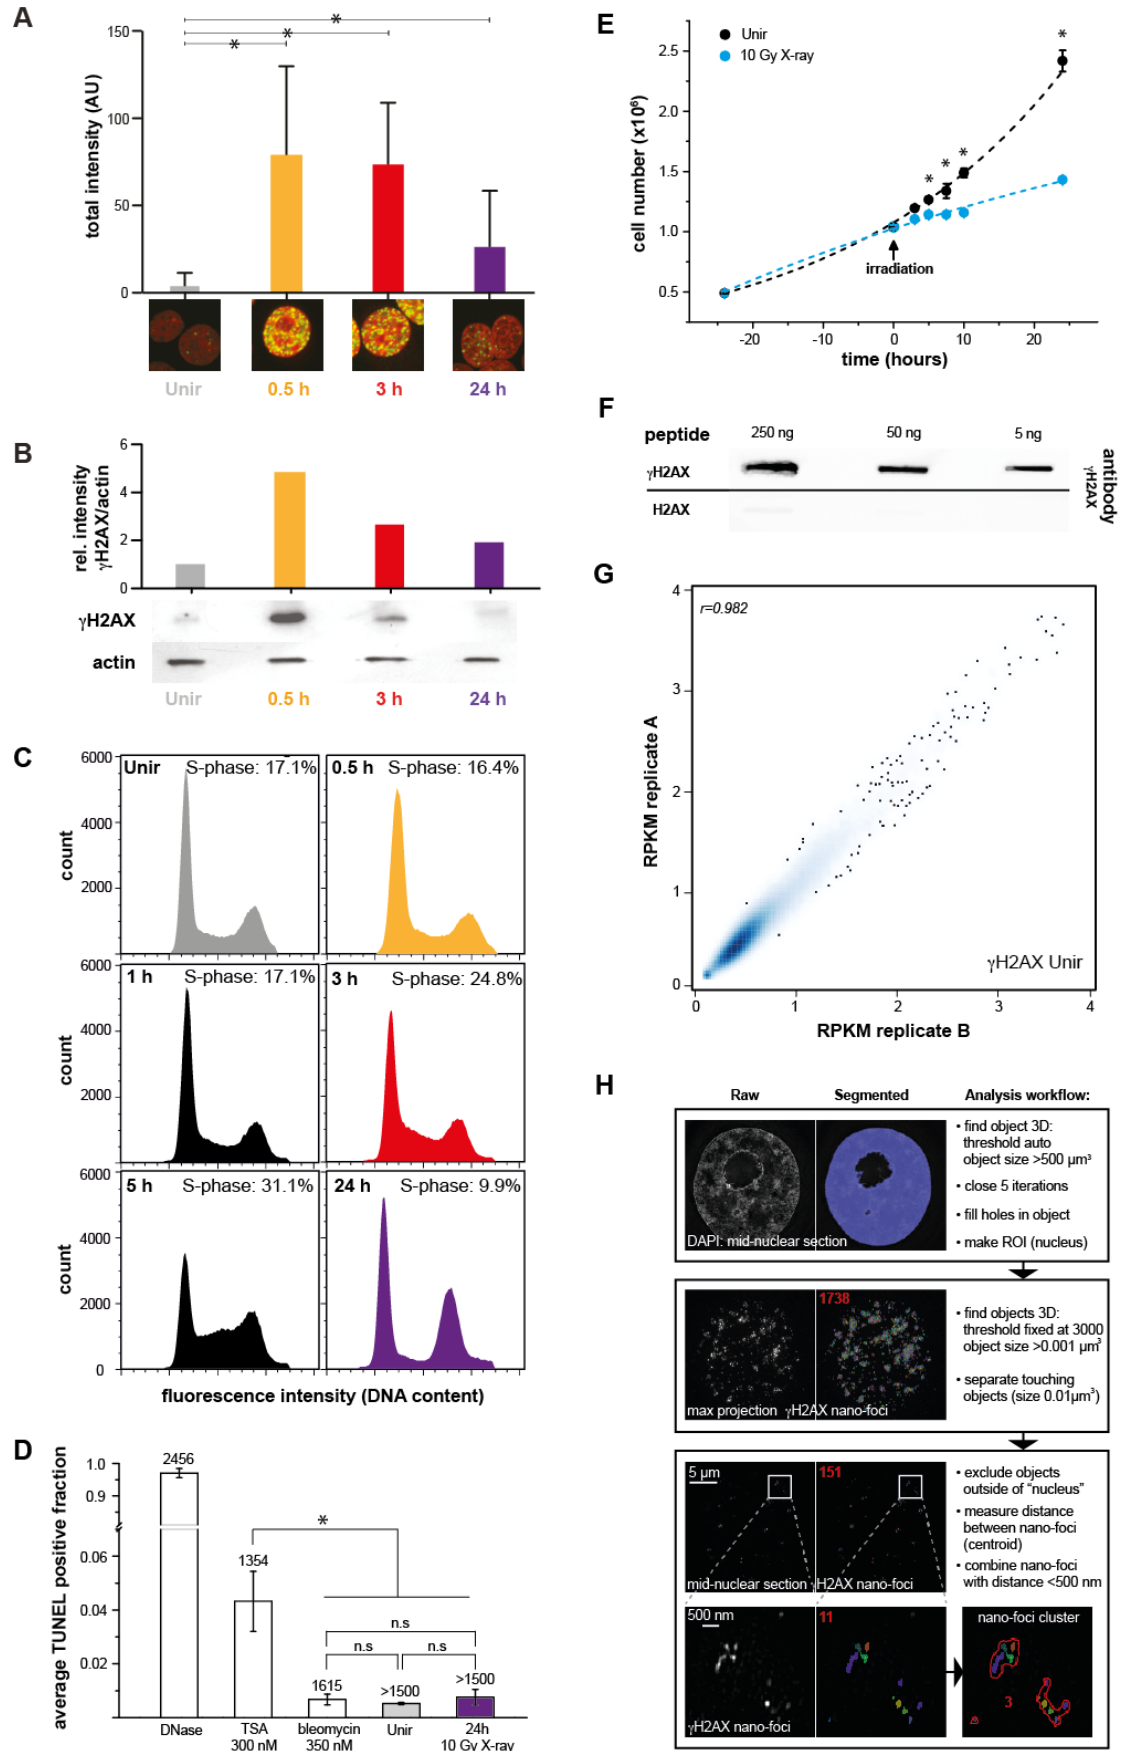 A
150
100
50
0
total intensity (AU)
*
*
*
Unir
0.5 h
3 h
24 h
B
6
4
2
0
rel. intensity
γH2AX/actin
γH2AX
actin
Unir
0.5 h
3 h
24 h
C
6000
4000
2000
count
Unir
S-phase: 17.1%
0.5 h
S-phase: 16.4%
6000
4000
2000
count
1 h
S-phase: 17.1%
3 h
S-phase: 24.8%
6000
4000
2000
0
count
5 h
S-phase: 31.1%
24 h
S-phase: 9.9%
fluorescence intensity (DNA content)
D
average TUNEL positive fraction
1.0
0.9
0.06
0.04
0.02
2456
1354
1615
>1500
>1500
*
n.s
n.s
n.s
DNase
TSA
300 nM
bleomycin
350 nM
Unir
24h
10 Gy X-ray
E
Unir
10 Gy X-ray
2.5
2.0
1.5
1.0
0.5
cell number (x10⁶)
*
*
*
*
irradiation
-20
-10
0
10
20
time (hours)
F
peptide
250 ng
50 ng
5 ng
γH2AX
H2AX
antibody
γH2AX
G
4
3
2
1
0
RPKM replicate A
r=0.982
γH2AX Unir
0
1
2
3
4
RPKM replicate B
H
Raw
Segmented
Analysis workflow:
DAPI: mid-nuclear section
• find object 3D:
threshold auto
object size >500 µm³
• close 5 iterations
• fill holes in object
• make ROI (nucleus)
1738
max projection γH2AX nano-foci
• find objects 3D:
threshold fixed at 3000
object size >0.001 µm³
• separate touching
objects (size 0.01µm³)
5 µm
151
mid-nuclear section γH2AX nano-foci
• exclude objects
outside of “nucleus”
• measure distance
between nano-foci
(centroid)
• combine nano-foci
with distance <500 nm
500 nm
11
γH2AX nano-foci
nano-foci cluster
3